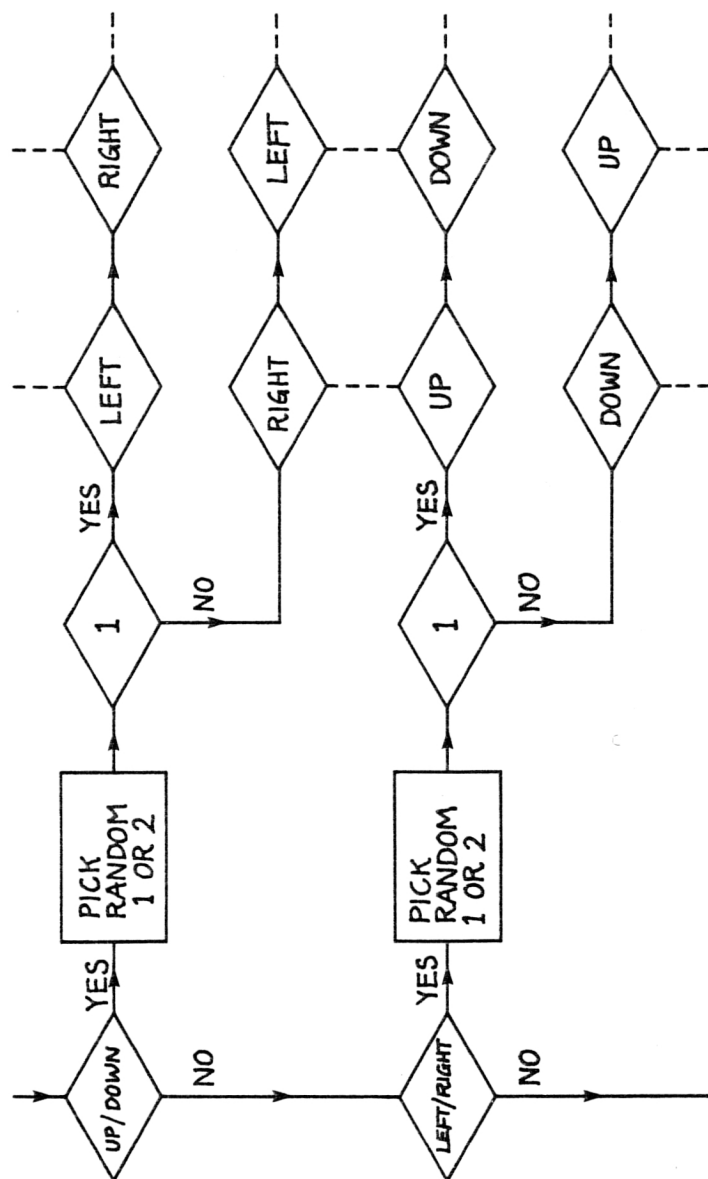 UP/DOWN
YES
NO
PICK
RANDOM
1 OR 2
1
YES
NO
LEFT
RIGHT
RIGHT
LEFT
LEFT/RIGHT
YES
NO
PICK
RANDOM
1 OR 2
1
YES
NO
UP
DOWN
DOWN
UP